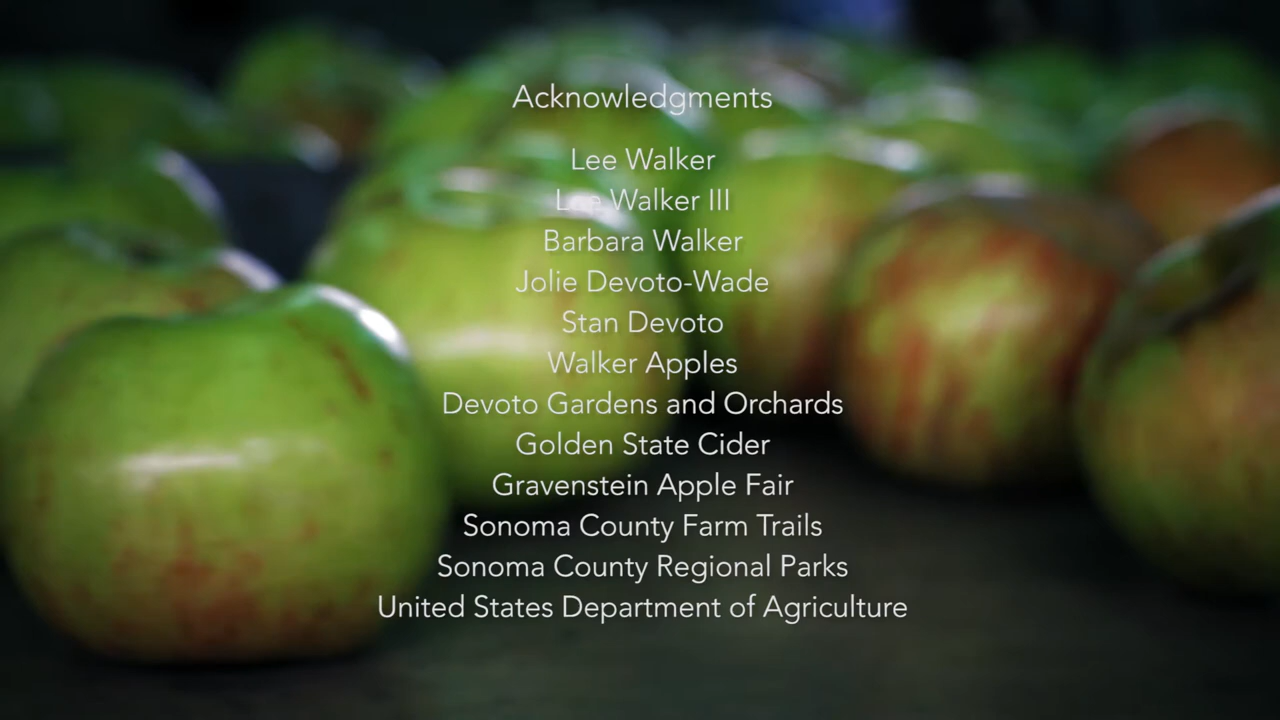 Acknowledgments
Lee Walker
Lee Walker III
Barbara Walker
Jolie Devoto-Wade
Stan Devoto
Walker Apples
Devoto Gardens and Orchards
Golden State Cider
Gravenstein Apple Fair
Sonoma County Farm Trails
Sonoma County Regional Parks
United States Department of Agriculture